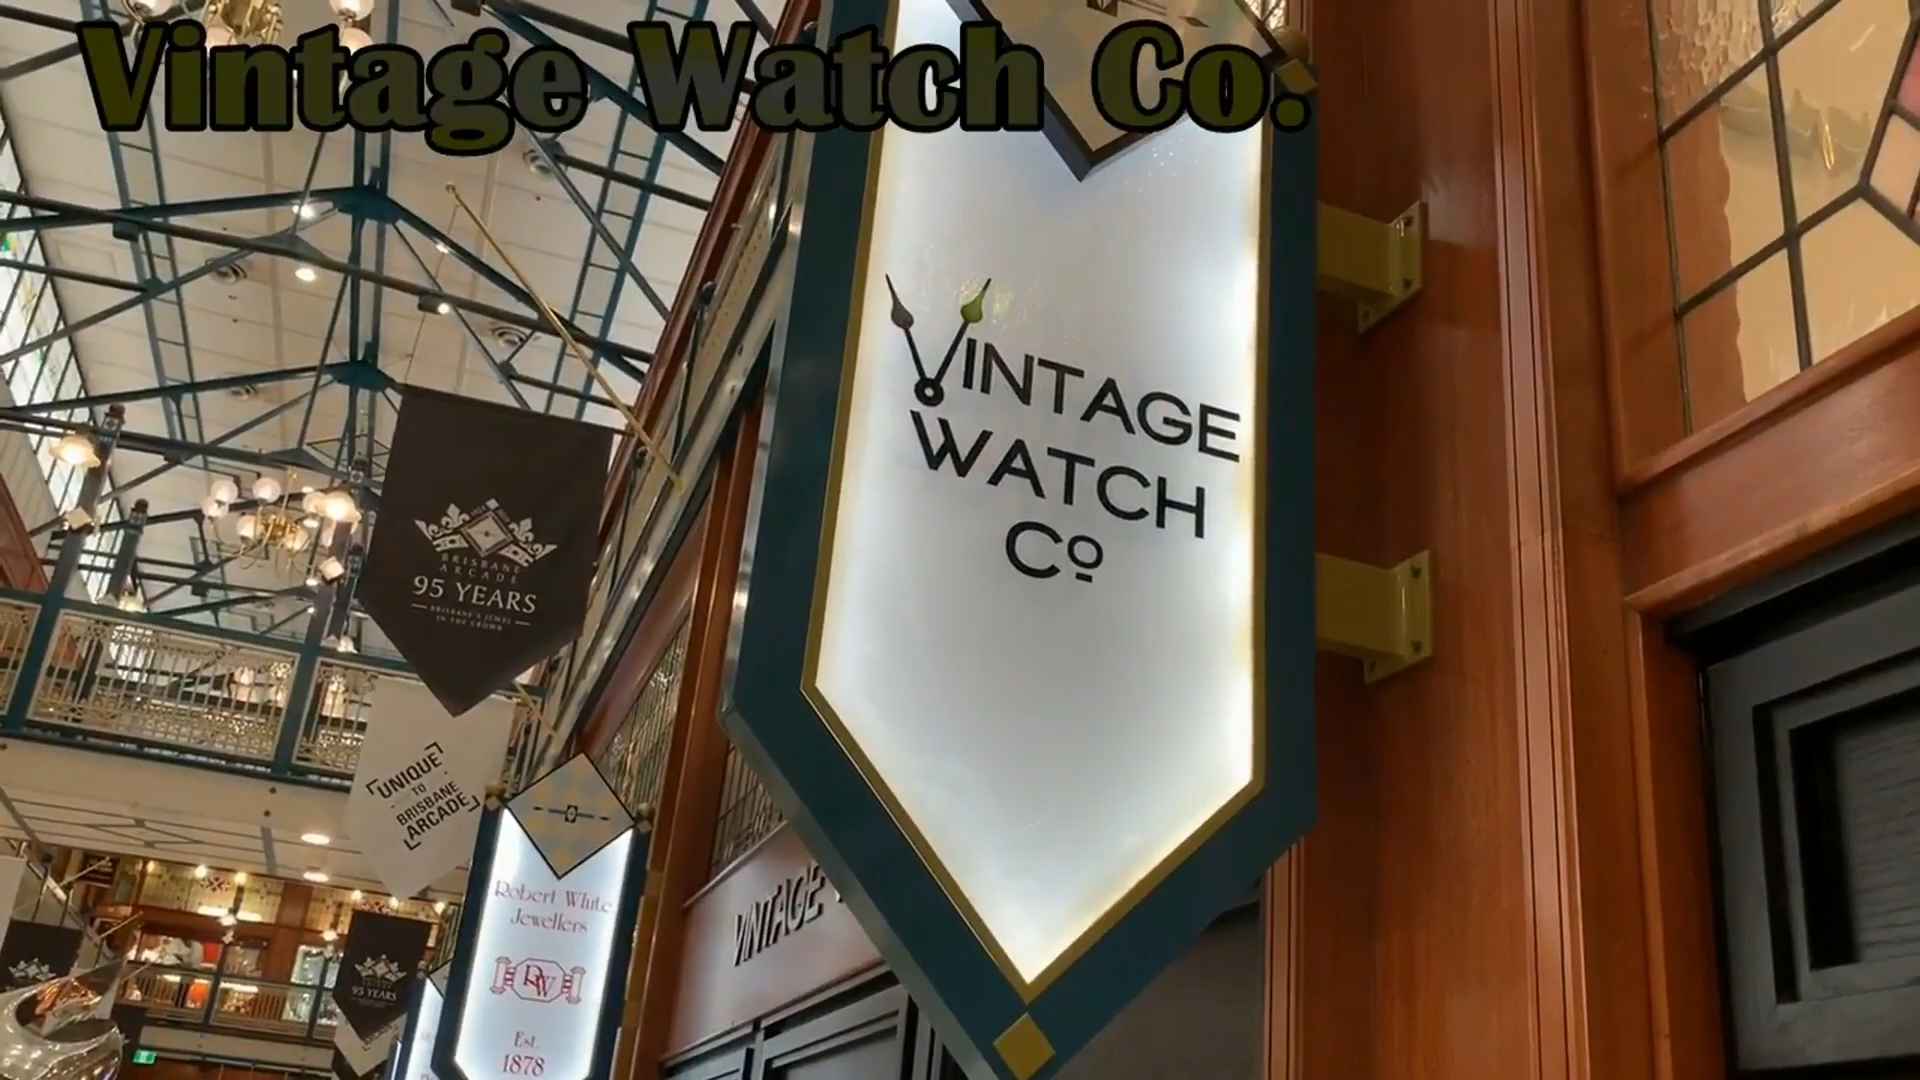 Vintage Watch Co.
VINTAGE
WATCH
Co
BRISBANE
ARCADE
95 YEARS
BRISBANE'S JEWEL
IN THE CROWN
UNIQUE
TO
BRISBANE
ARCADE
VINTAGE
Robert White
Jewellers
RW
Est.
1878
95 YEARS